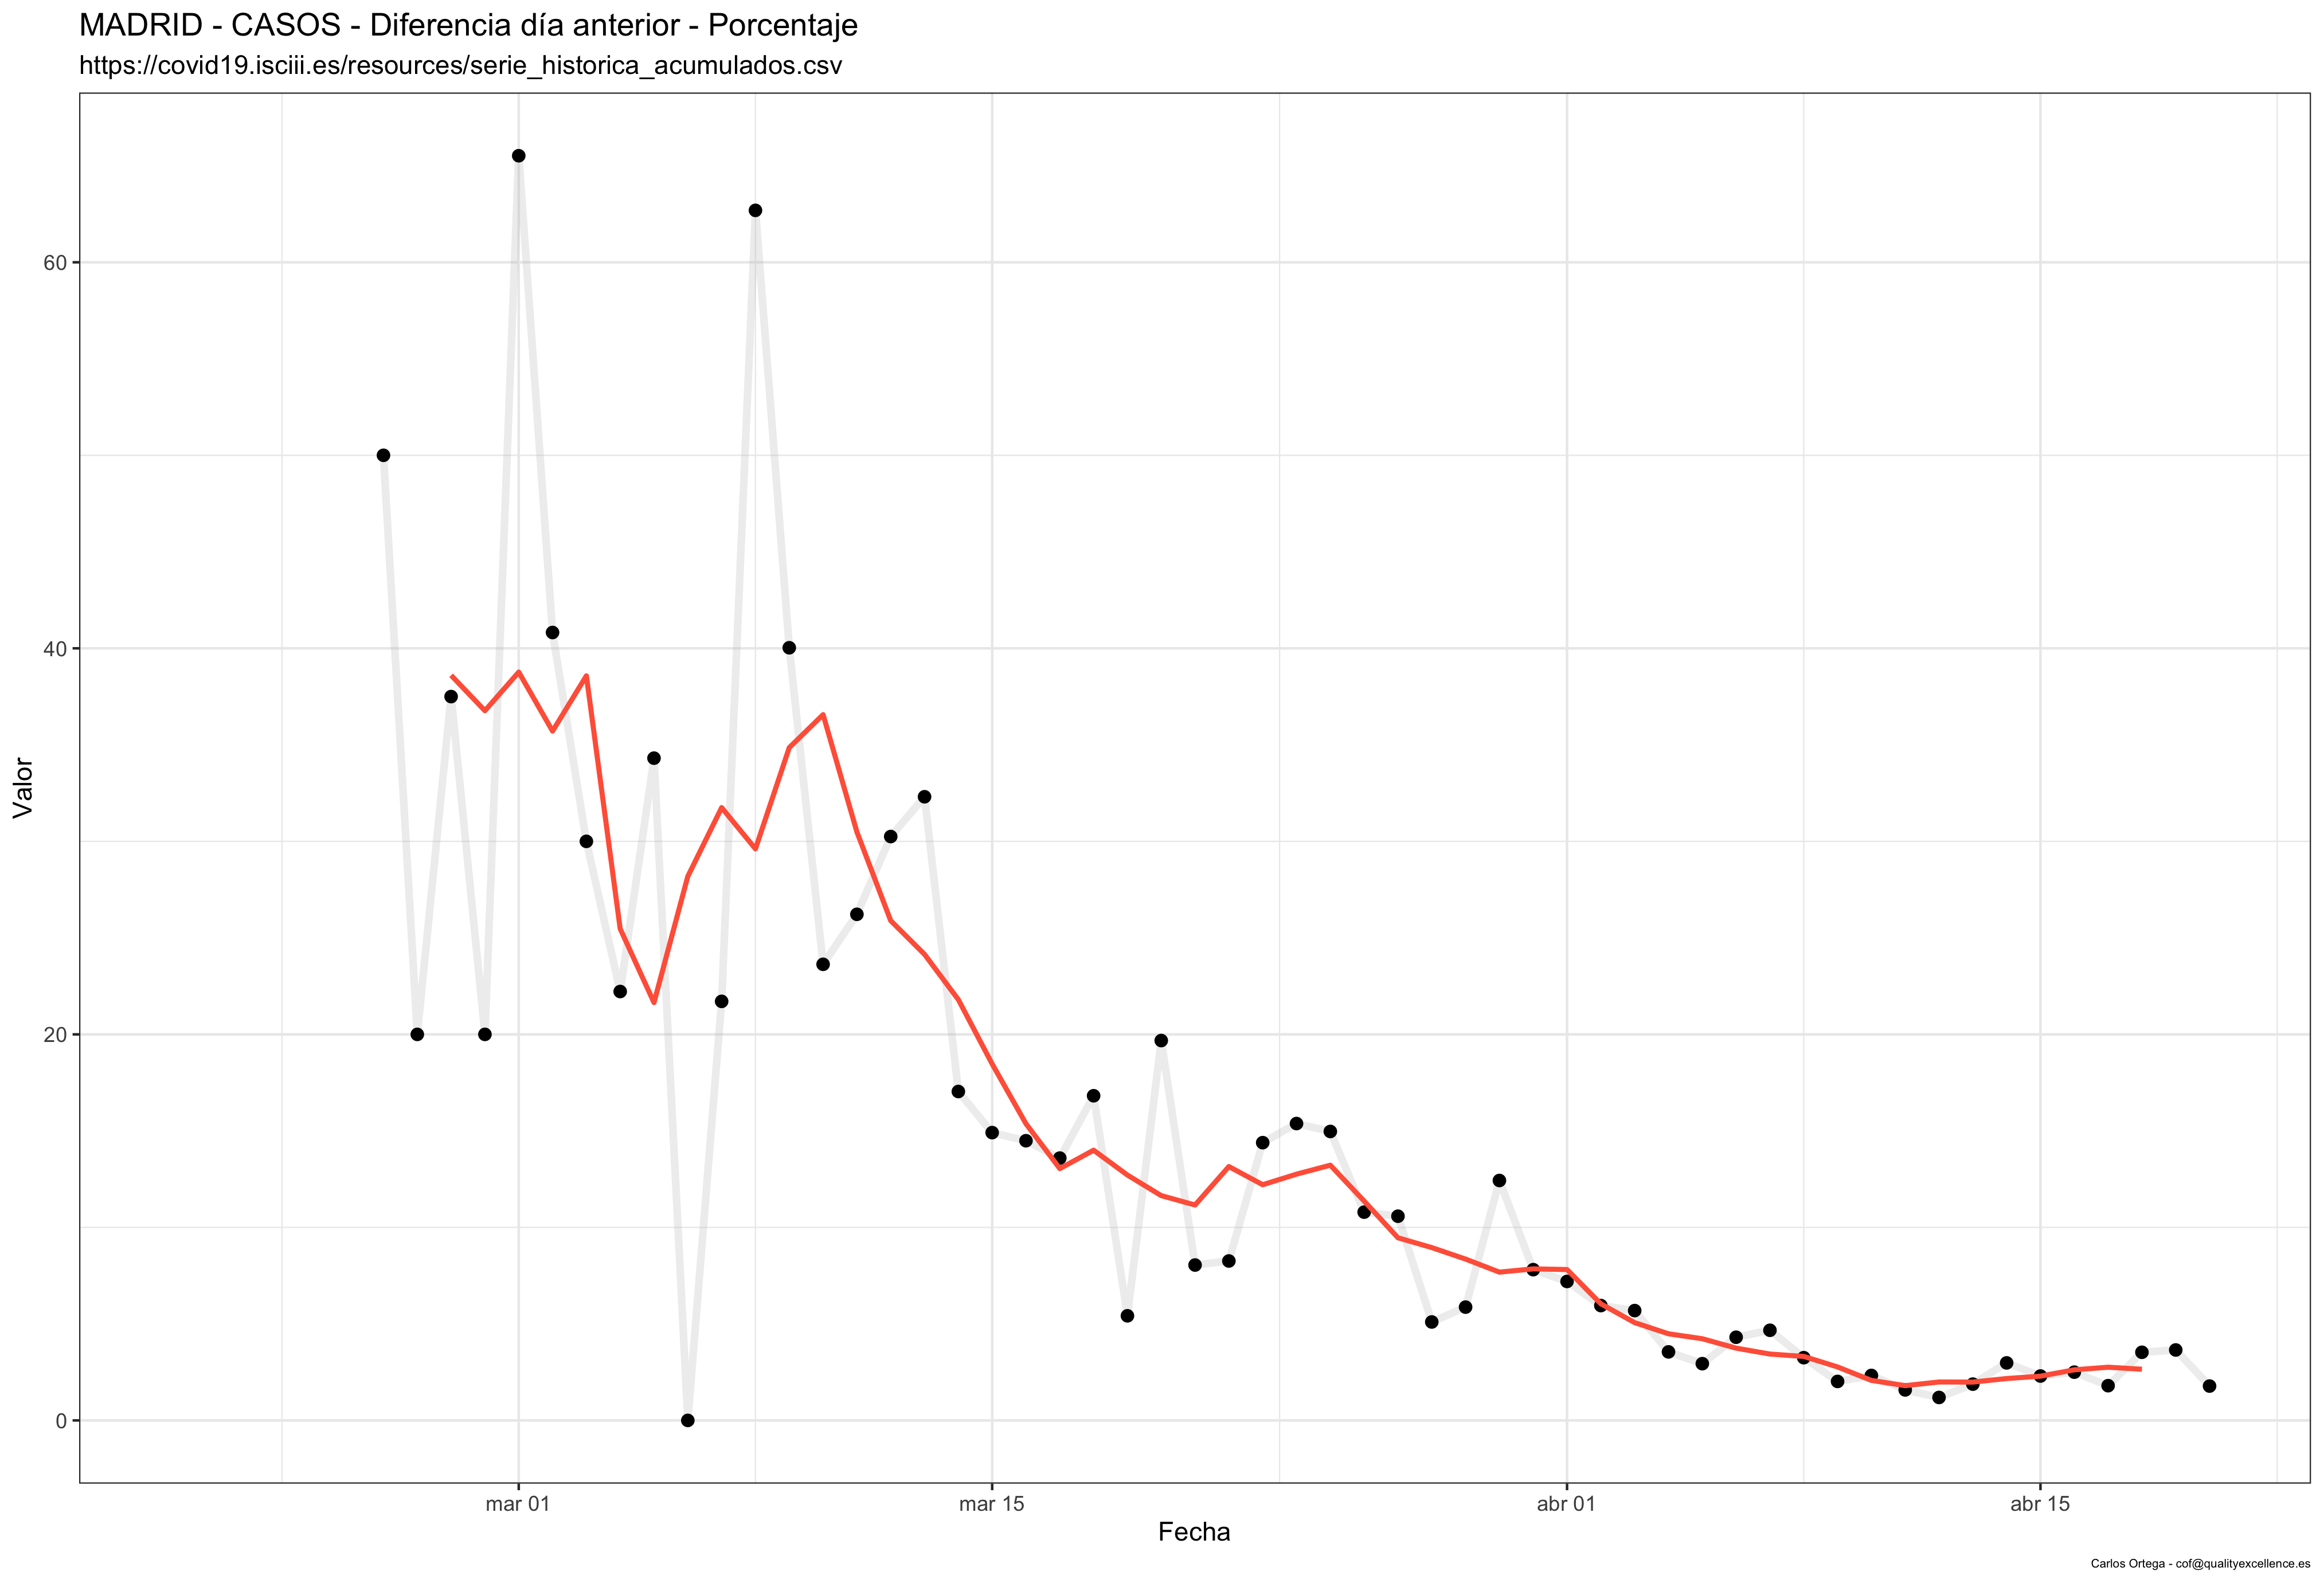 MADRID - CASOS - Diferencia día anterior - Porcentaje
https://covid19.isciii.es/resources/serie_historica_acumulados.csv
60
40
20
0
Valor
mar 01
mar 15
abr 01
abr 15
Fecha
Carlos Ortega - cof@qualityexcellence.es